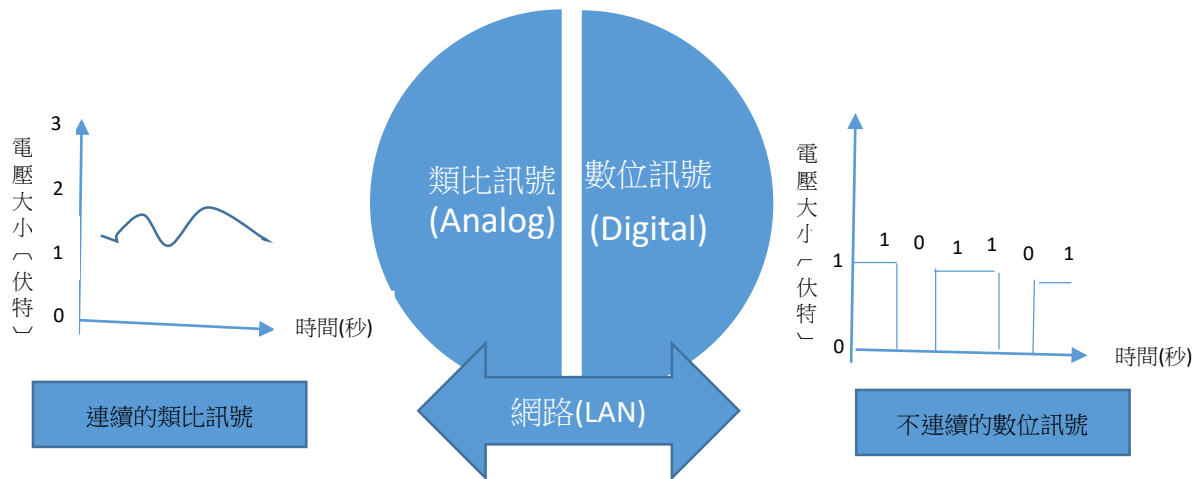 3
2
1
0
電壓大小〔伏特〕
時間(秒)
連續的類比訊號
類比訊號
(Analog)
數位訊號
(Digital)
網路(LAN)
電壓大小〔伏特〕
1 0 1 1 0 1
1
0
時間(秒)
不連續的數位訊號